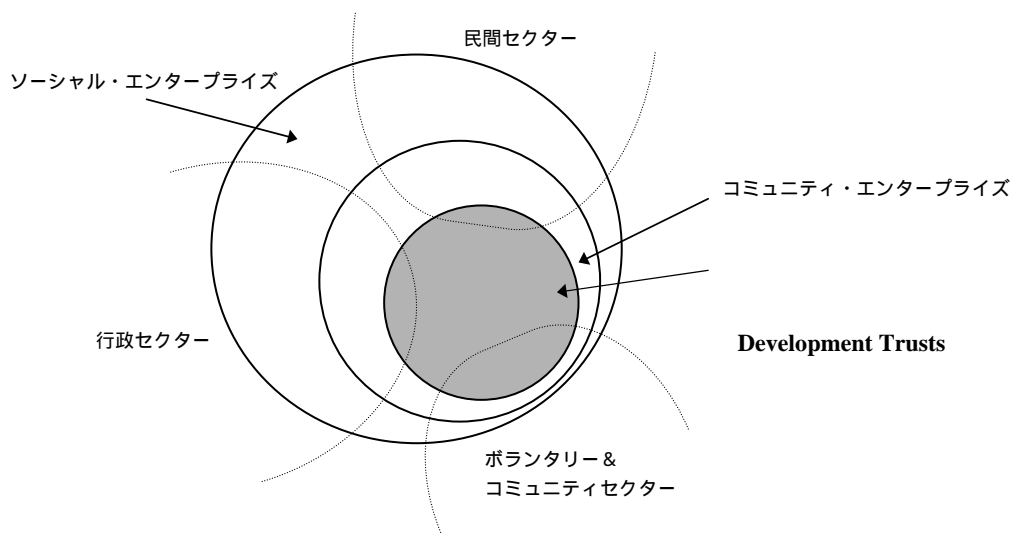 民間セクター
ソーシャル・エンタープライズ
コミュニティ・エンタープライズ
行政セクター
Development Trusts
ボランタリー＆
コミュニティセクター